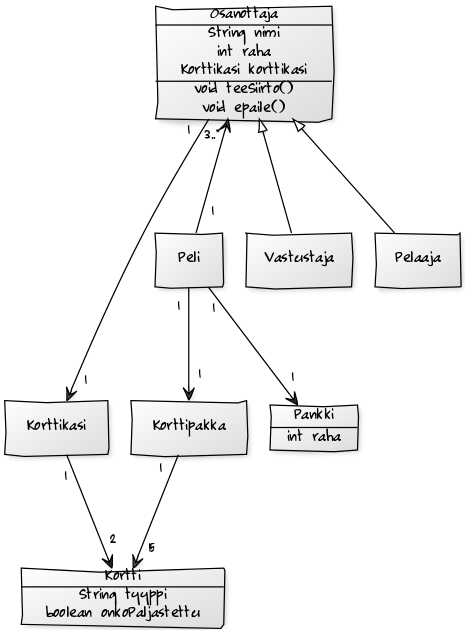 Osanottaja
String nimi
int raha
Korttikasi korttikasi
void teeSiirto()
void epaile()
1
3..
1
Peli
Vastustaja
Pelaaja
1
1
1
1
1
Korttikasi
Korttipakka
Pankki
int raha
1
1
2
5
Kortti
String tyyppi
boolean onkoPaljastettu